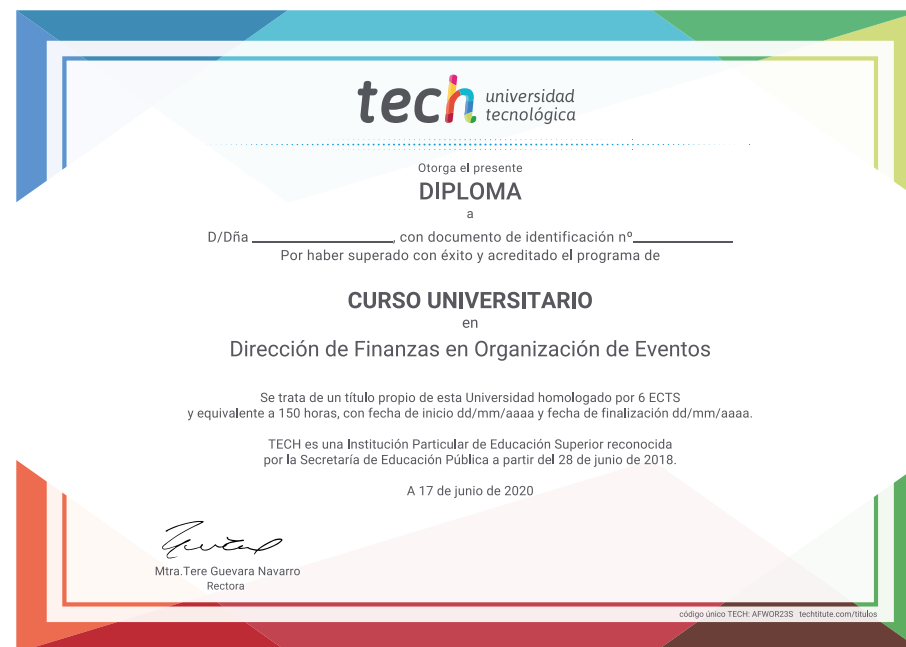 tech universidad
tecnológica
Otorga el presente
DIPLOMA
a
D/Dña ____________________, con documento de identificación nº______________
Por haber superado con éxito y acreditado el programa de
CURSO UNIVERSITARIO
en
Dirección de Finanzas en Organización de Eventos
Se trata de un título propio de esta Universidad homologado por 6 ECTS
y equivalente a 150 horas, con fecha de inicio dd/mm/aaaa y fecha de finalización dd/mm/aaaa.
TECH es una Institución Particular de Educación Superior reconocida
por la Secretaría de Educación Pública a partir del 28 de junio de 2018.
A 17 de junio de 2020
Mtra.Tere Guevara Navarro
Rectora
código único TECH: AFWOR23S techtitute.com/titulos